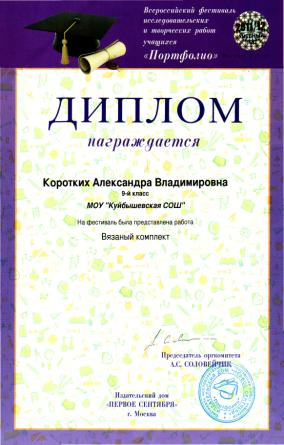 Всероссийский фестиваль
исследовательских
и творческих работ
учащихся
«Портфолио»
ДИПЛОМ
награждается
Коротких Александра Владимировна
9-й класс
МОУ "Куйбышевская СОШ"
На фестиваль была представлена работа
Вязаный комплект
Председатель оргкомитета
А.С. СОЛОВЕЙЧИК
Издательский дом
«ПЕРВОЕ СЕНТЯБРЯ»
г. Москва